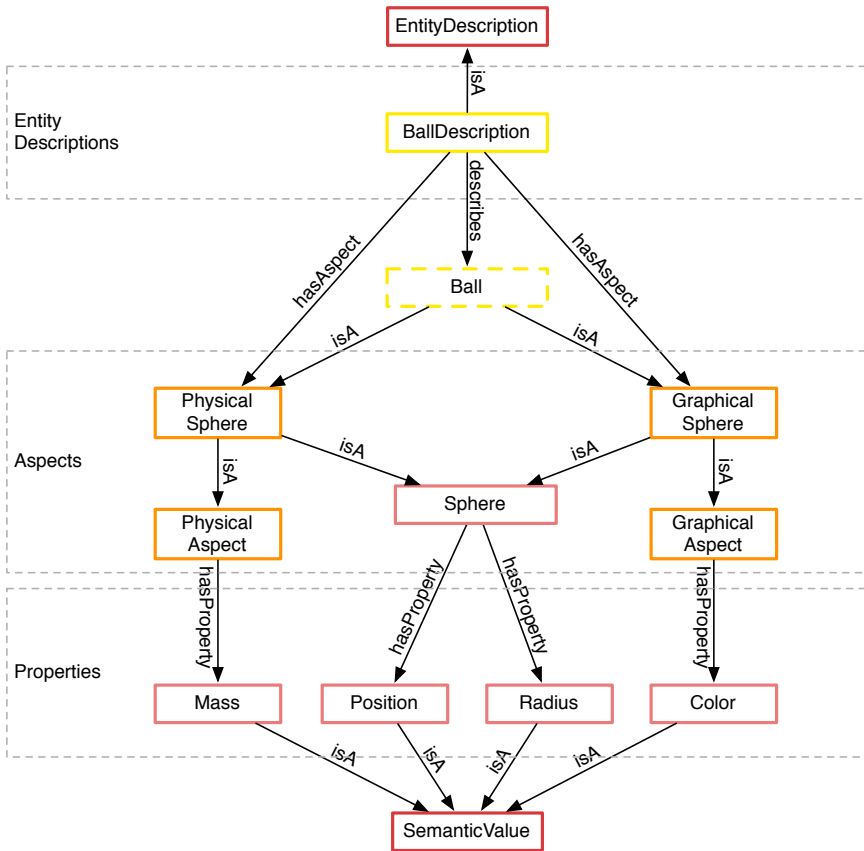 EntityDescription
isA
Entity
Descriptions
BallDescription
describes
hasAspect
hasAspect
Ball
isA
isA
Physical
Sphere
Graphical
Sphere
isA
isA
isA
isA
Aspects
Sphere
Physical
Aspect
Graphical
Aspect
hasProperty
hasProperty
hasProperty
hasProperty
Properties
Mass
Position
Radius
Color
isA
isA
isA
isA
SemanticValue